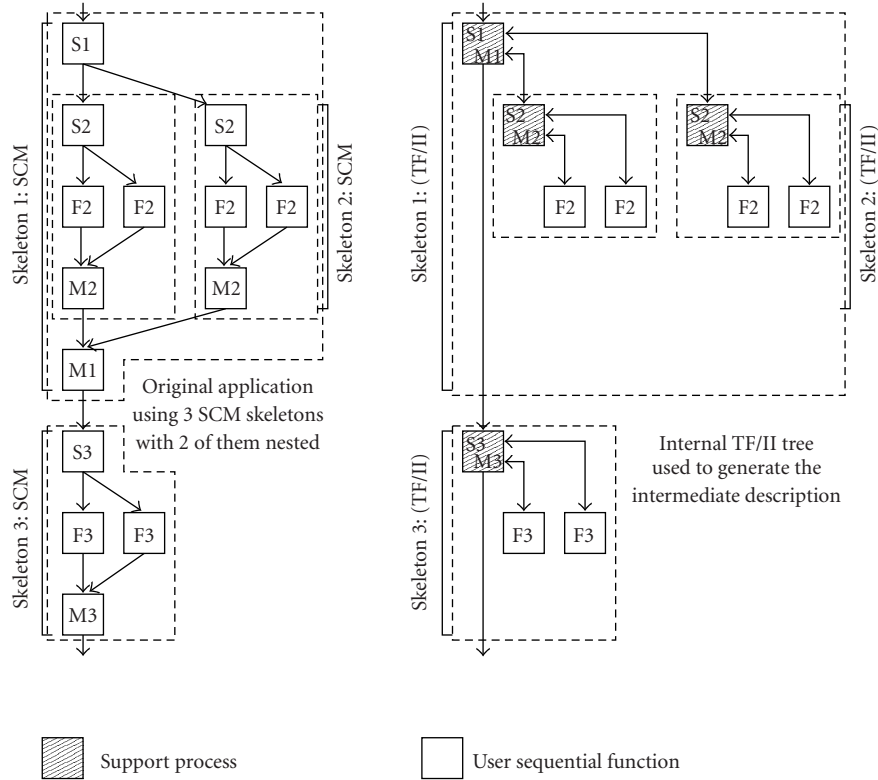 S1
S2
S2
F2
F2
F2
F2
M2
M2
M1
Skeleton 1: SCM
Skeleton 2: SCM
Original application
using 3 SCM skeletons
with 2 of them nested
S3
F3
F3
M3
Skeleton 3: SCM
S1
M1
S2
M2
S2
M2
F2
F2
F2
F2
Skeleton 1: (TF/II)
Skeleton 2: (TF/II)
S3
M3
F3
F3
Skeleton 3: (TF/II)
Internal TF/II tree
used to generate the
intermediate description
Support process
User sequential function